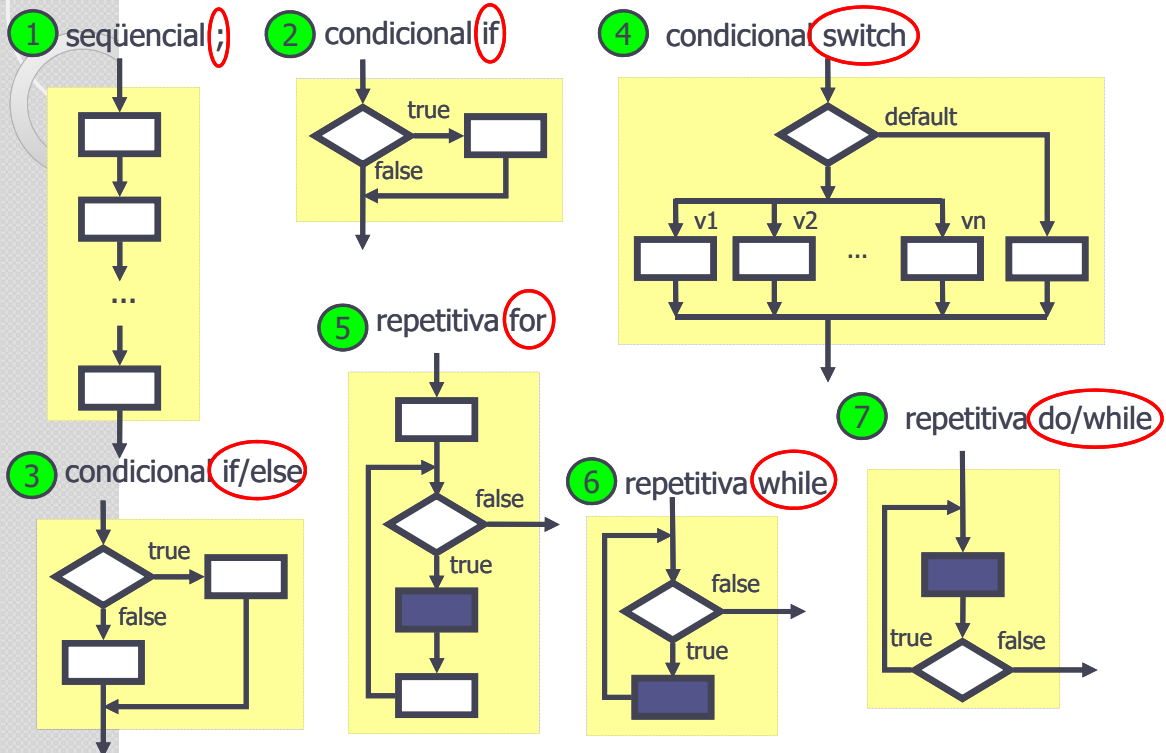 1 seqüencial ;
...
2 condicional if
true
false
3 condicional if/else
true
false
4 condicional switch
default
v1 v2 ... vn
5 repetitiva for
false
true
6 repetitiva while
false
true
7 repetitiva do/while
true false